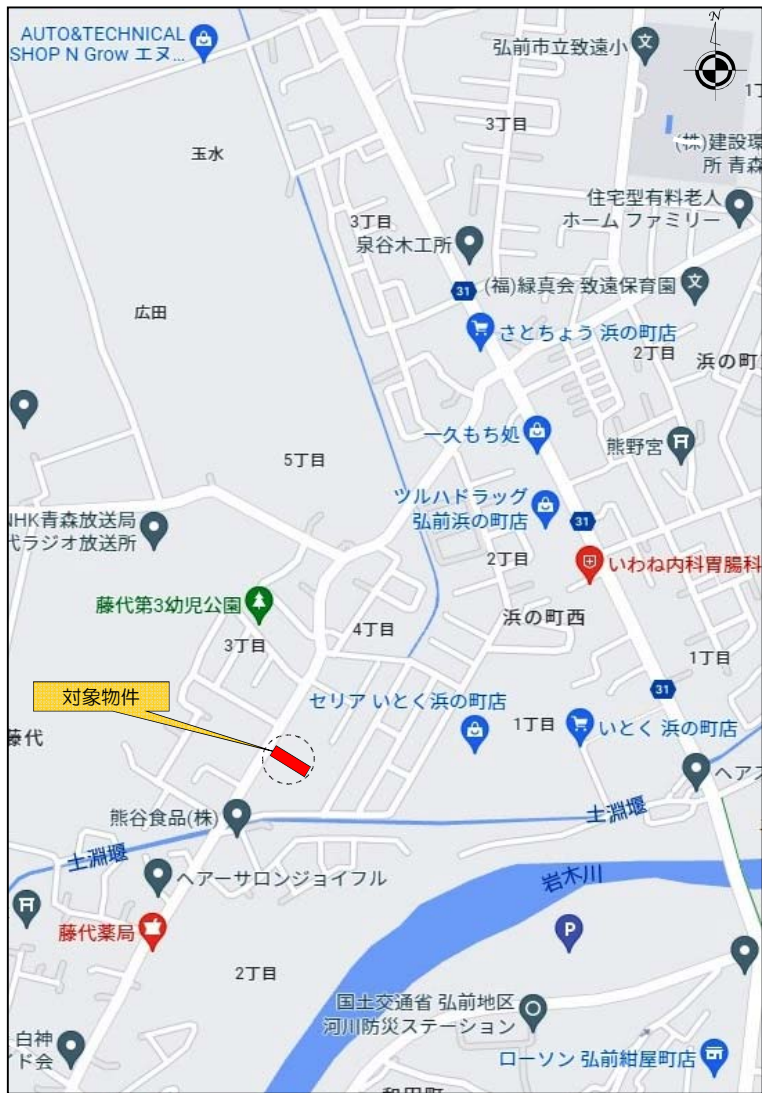 AUTO&TECHNICAL
SHOP N Grow エヌ...
弘前市立致遠小
N
3丁目
玉水
(株)建設環
所 青森
住宅型有料老人
ホーム ファミリー
3丁目
泉谷木工所
31
(福)緑真会 致遠保育園
広田
さとちょう 浜の町店
2丁目
浜の町
一久もち処
熊野宮
5丁目
ツルハドラッグ
弘前浜の町店
31
NHK青森放送局
代ラジオ放送所
2丁目
いわね内科胃腸科
藤代第3幼児公園
4丁目
浜の町西
3丁目
1丁目
31
対象物件
セリア いとく浜の町店
1丁目
いとく 浜の町店
藤代
ヘアス
熊谷食品(株)
土淵堰
土淵堰
ヘアーサロンジョイフル
岩木川
藤代薬局
P
2丁目
国土交通省 弘前地区
河川防災ステーション
白神
イド会
ローソン 弘前紺屋町店